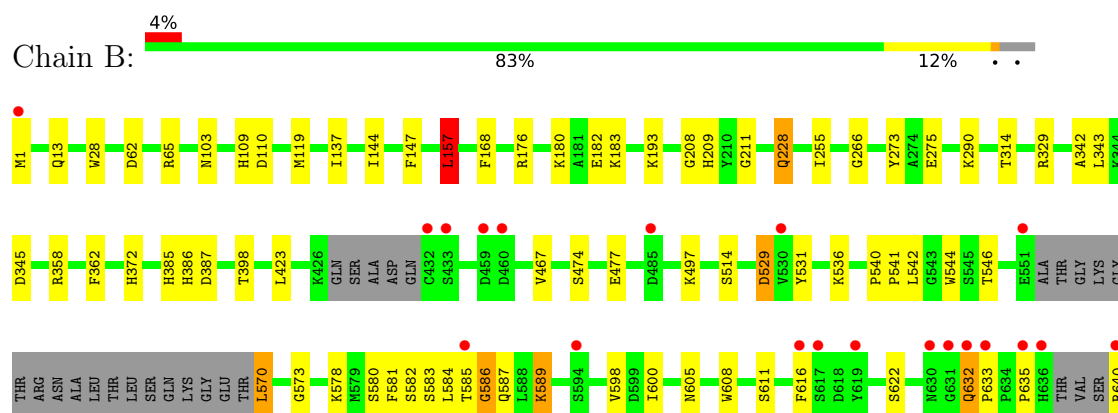 4%
Chain B:
83% 12% • •
M1 Q13 W28 D62 R65 N103 H109 D110 M119 I137 I144 F147 L157 F168 R176 K180 A181 E182 K183 K193 G208 H209 Y210 G211 Q228 I255 G266 Y273 A274 E275 K290 T314 R329 A342 L343 K344
D345 R358 F362 H372 H385 H386 D387 T398 L423 K426 GLN SER ALA ASP GLN C432 S433 D459 D460 V467 S474 E477 D485 K497 S514 D529 V530 Y531 K536 P540 P541 L542 G543 W544 S545 T546 E551 ALA THR GLY LYS GLY
THR ARG ASN ALA LEU THR LEU SER GLN LYS GLY GLU THR L570 G573 K578 M579 S580 F581 S582 S583 L584 T585 G586 Q587 L588 K589 S594 V598 D599 I600 N605 W608 S611 F616 S617 D618 Y619 S622 N630 G631 Q632 P633 P634 P635 H636 THR VAL SER